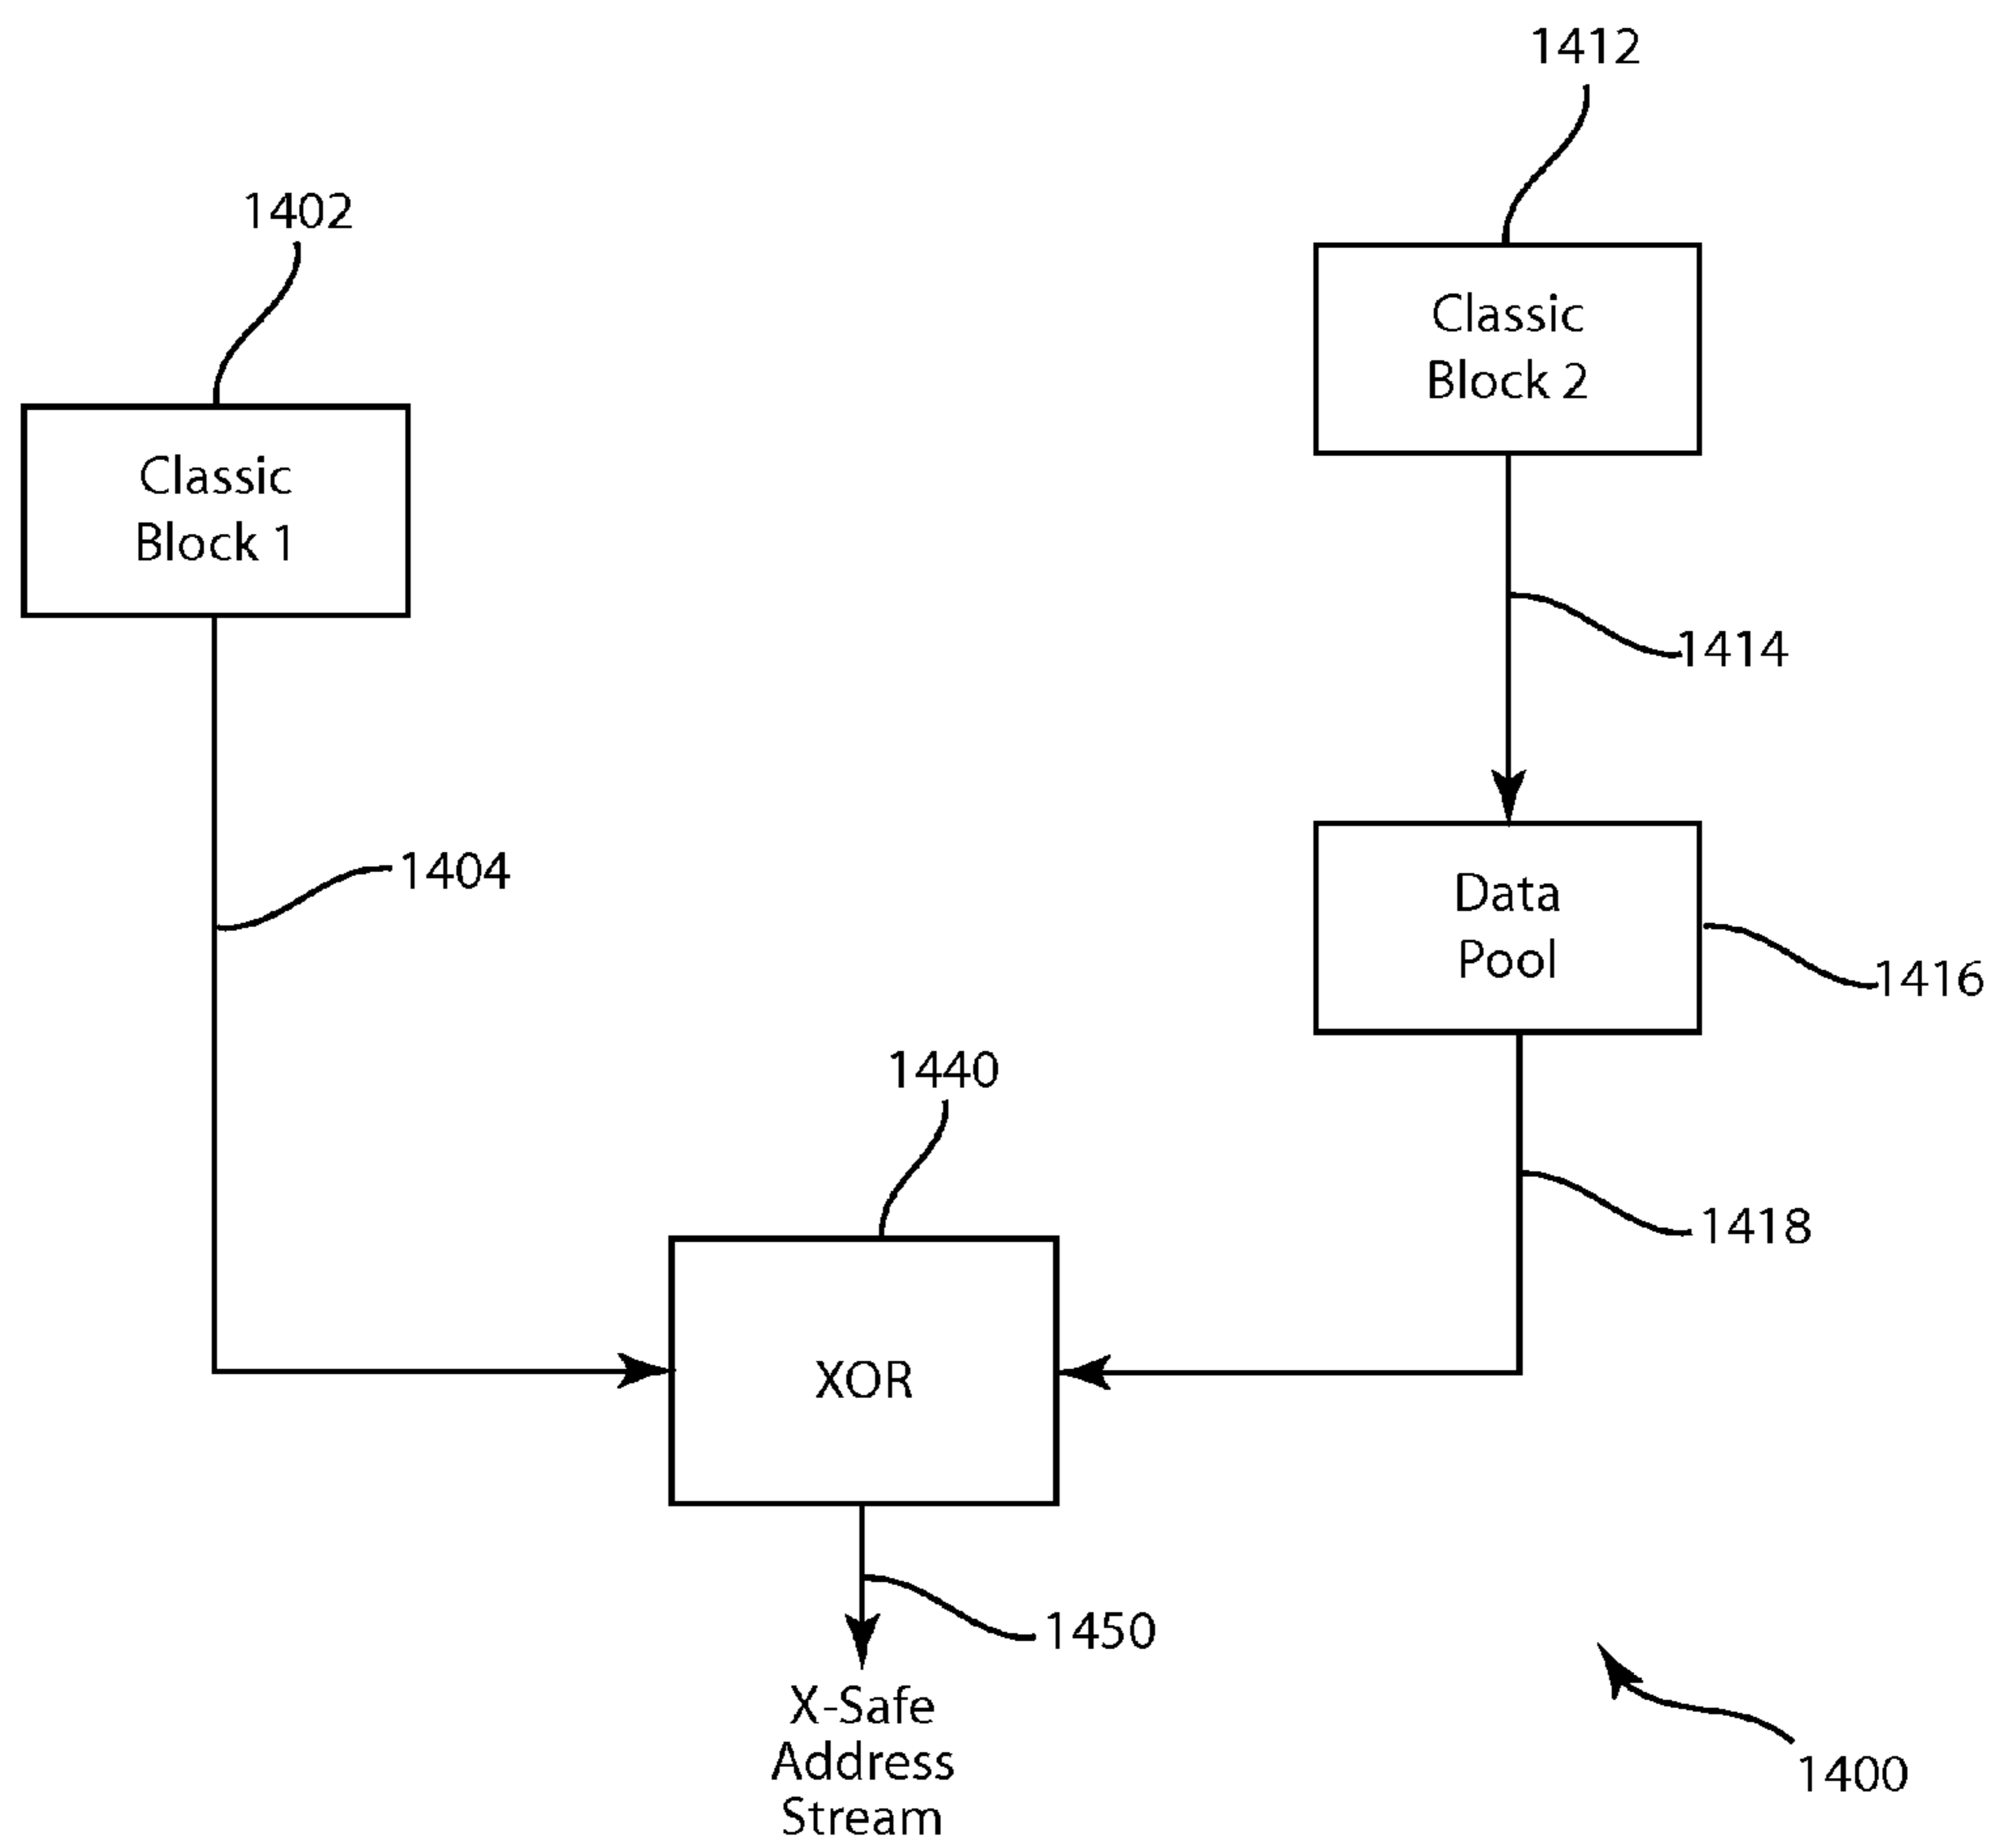 1412
1402
Classic
Block 2
Classic
Block 1
1414
1404
Data
Pool
1416
1440
1418
XOR
1450
X-Safe
Address
Stream
1400